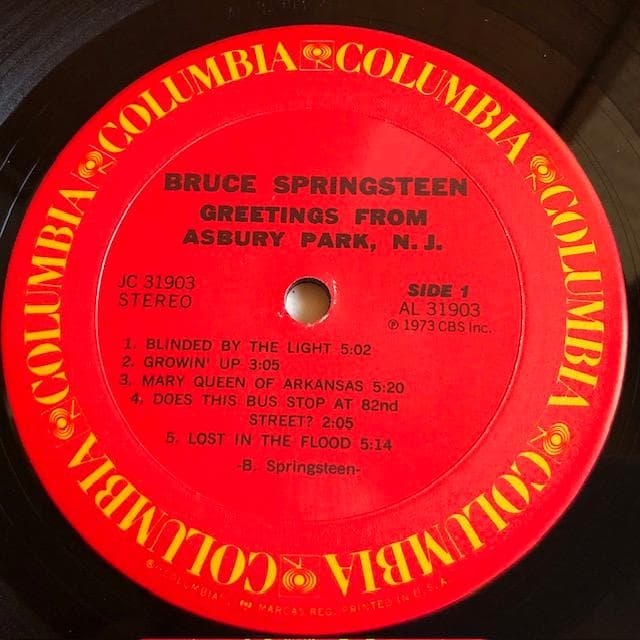 COLUMBIA COLUMBIA COLUMBIA COLUMBIA COLUMBIA COLUMBIA COLUMBIA
BRUCE SPRINGSTEEN
GREETINGS FROM
ASBURY PARK, N.J.
JC 31903
STEREO
SIDE 1
AL 31903
℗ 1973 CBS Inc.
1. BLINDED BY THE LIGHT 5:02
2. GROWIN' UP 3:05
3. MARY QUEEN OF ARKANSAS 5:20
4. DOES THIS BUS STOP AT 82nd
STREET? 2:05
5. LOST IN THE FLOOD 5:14
-B. Springsteen-
MARCAS REG. PRINTED IN U.S.A.